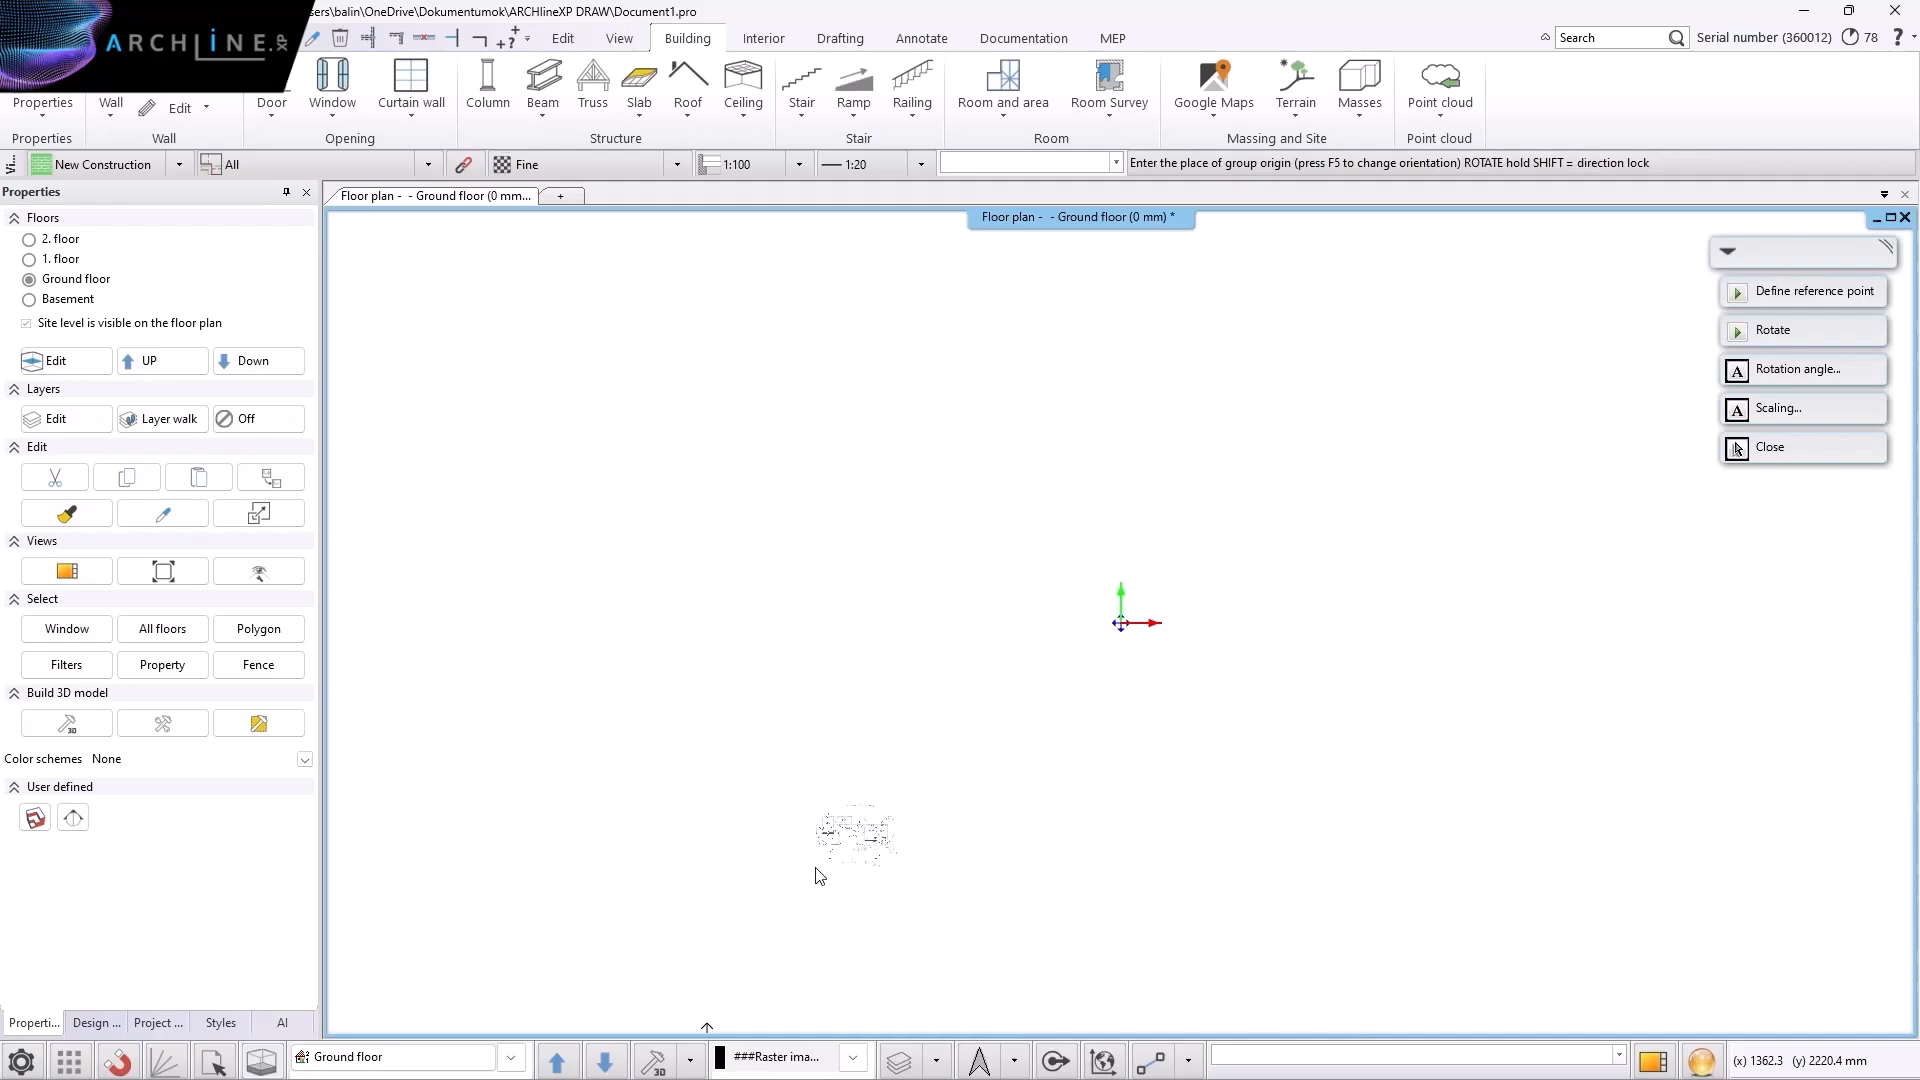 ARCHLINE.XP
sers\balin\OneDrive\Dokumentumok\ARCHlineXP DRAW\Document1.pro
Edit View Building Interior Drafting Annotate Documentation MEP
Search
Serial number (360012) 78 ?
Properties Wall Edit Door Window Curtain wall Column Beam Truss Slab Roof Ceiling Stair Ramp Railing Room and area Room Survey Google Maps Terrain Masses Point cloud
Properties Wall Opening Structure Stair Room Massing and Site Point cloud
New Construction All Fine 1:100 1:20 Enter the place of group origin (press F5 to change orientation) ROTATE hold SHIFT = direction lock
Properties
Floor plan - - Ground floor (0 mm... +
Floor plan - - Ground floor (0 mm) *
Floors
2. floor
1. floor
Ground floor
Basement
Site level is visible on the floor plan
Edit UP Down
Layers
Edit Layer walk Off
Edit
Views
Select
Window All floors Polygon
Filters Property Fence
Build 3D model
3D
Color schemes None
User defined
Define reference point
Rotate
A Rotation angle...
A Scaling...
Close
Properti... Design ... Project ... Styles AI
Ground floor 3D ###Raster ima... (x) 1362.3 (y) 2220.4 mm